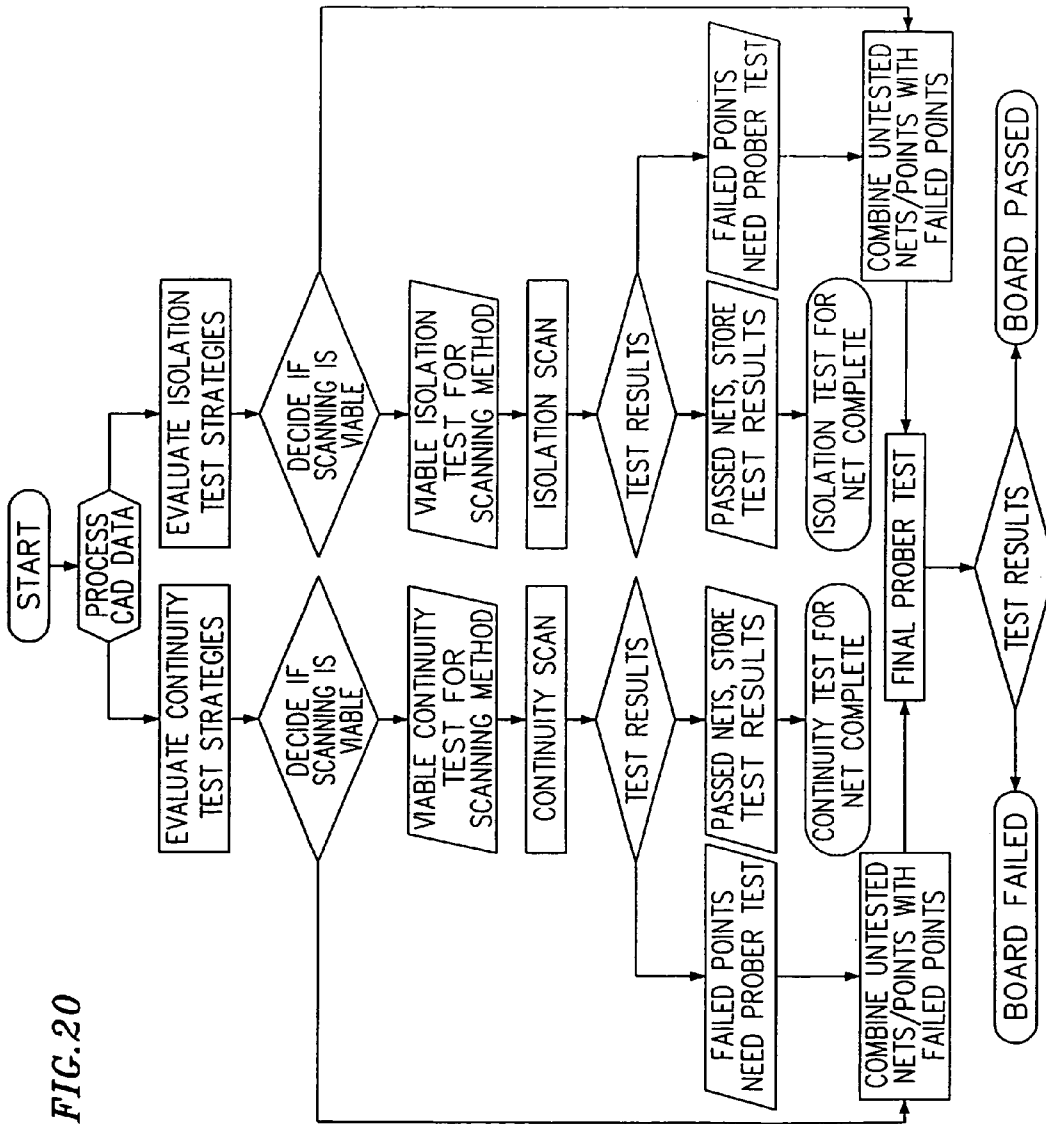 FIG.20
START
PROCESS
CAD DATA
EVALUATE CONTINUITY
TEST STRATEGIES
EVALUATE ISOLATION
TEST STRATEGIES
DECIDE IF
SCANNING IS
VIABLE
DECIDE IF
SCANNING IS
VIABLE
VIABLE CONTINUITY
TEST FOR
SCANNING METHOD
VIABLE ISOLATION
TEST FOR
SCANNING METHOD
CONTINUITY SCAN
ISOLATION SCAN
TEST RESULTS
TEST RESULTS
FAILED POINTS
NEED PROBER TEST
PASSED NETS, STORE
TEST RESULTS
PASSED NETS, STORE
TEST RESULTS
FAILED POINTS
NEED PROBER TEST
CONTINUITY TEST FOR
NET COMPLETE
ISOLATION TEST FOR
NET COMPLETE
COMBINE UNTESTED
NETS/POINTS WITH
FAILED POINTS
FINAL PROBER TEST
COMBINE UNTESTED
NETS/POINTS WITH
FAILED POINTS
BOARD FAILED
TEST RESULTS
BOARD PASSED